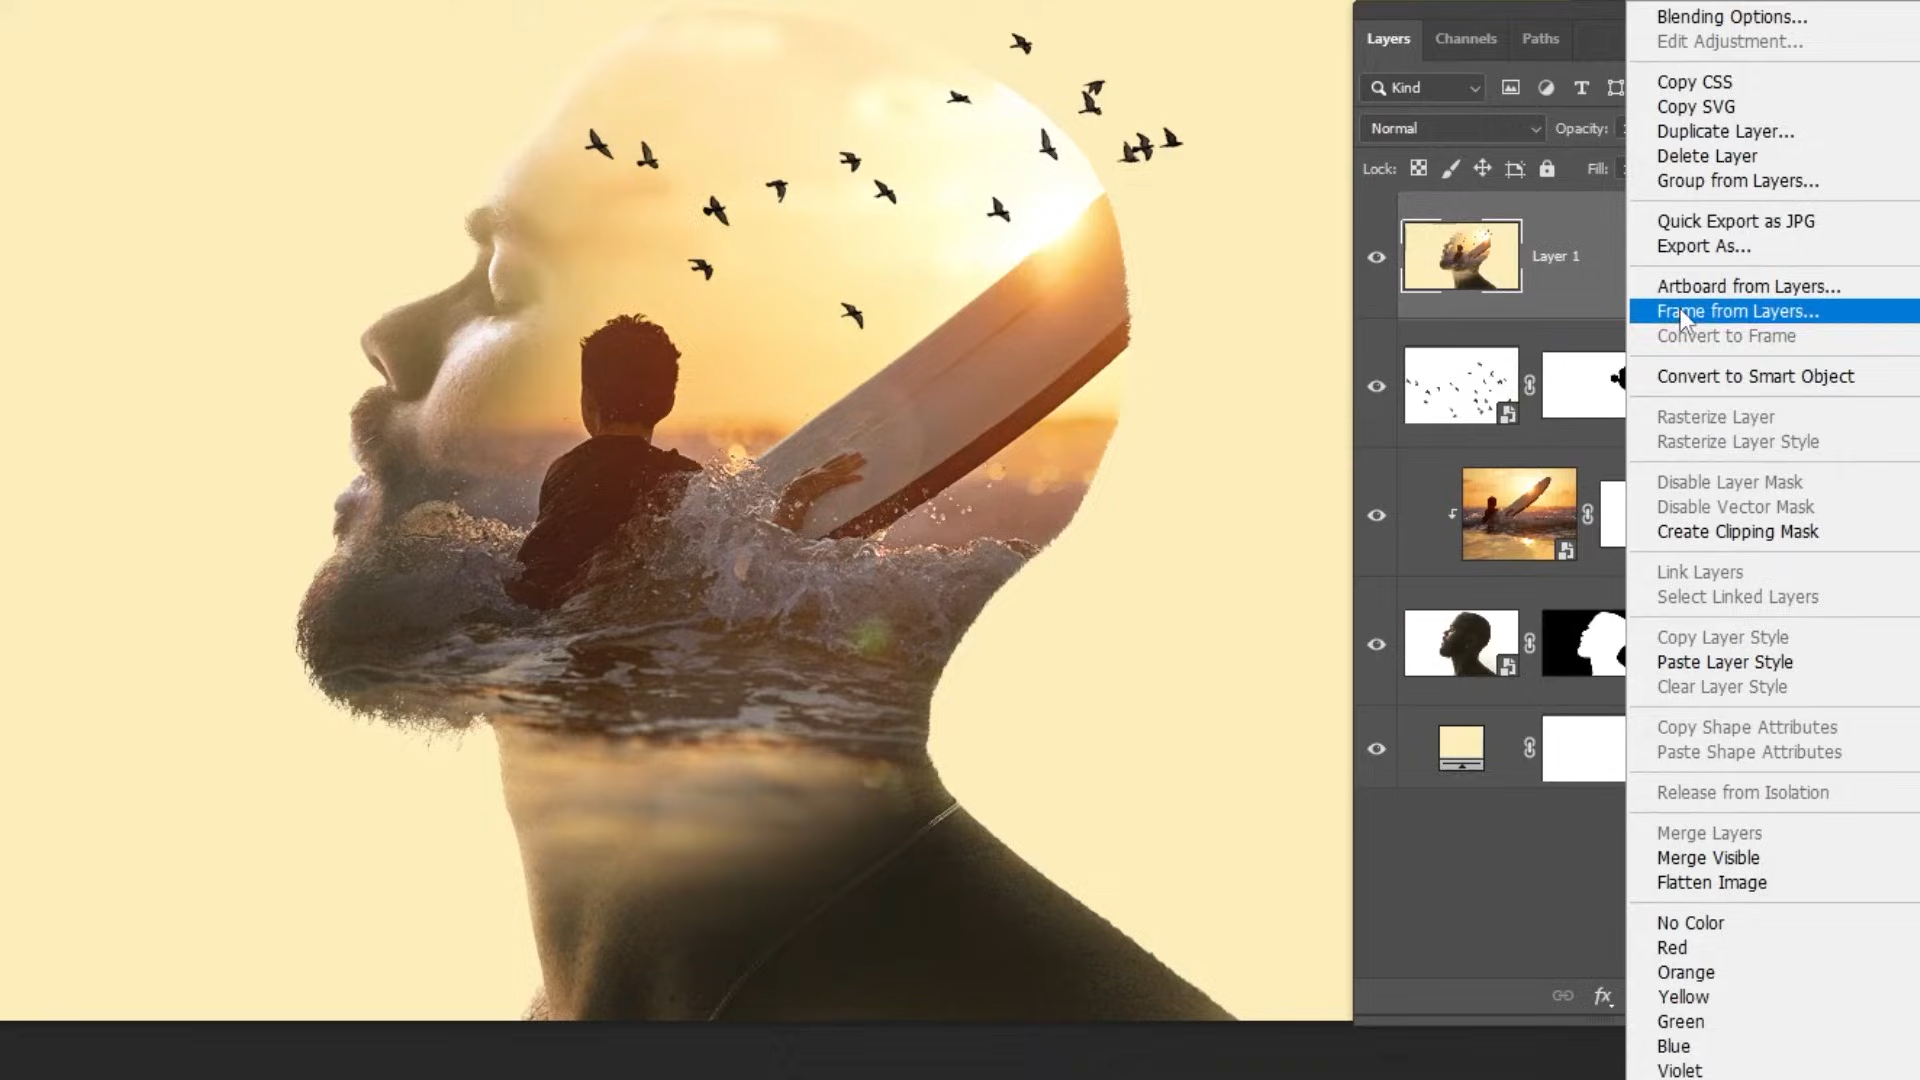 Layers
Channels
Paths
Kind
Normal
Opacity:
Lock:
Fill:
Layer 1
Blending Options...
Edit Adjustment...
Copy CSS
Copy SVG
Duplicate Layer...
Delete Layer
Group from Layers...
Quick Export as JPG
Export As...
Artboard from Layers...
Frame from Layers...
Convert to Frame
Convert to Smart Object
Rasterize Layer
Rasterize Layer Style
Disable Layer Mask
Disable Vector Mask
Create Clipping Mask
Link Layers
Select Linked Layers
Copy Layer Style
Paste Layer Style
Clear Layer Style
Copy Shape Attributes
Paste Shape Attributes
Release from Isolation
Merge Layers
Merge Visible
Flatten Image
No Color
Red
Orange
Yellow
Green
Blue
Violet
fx